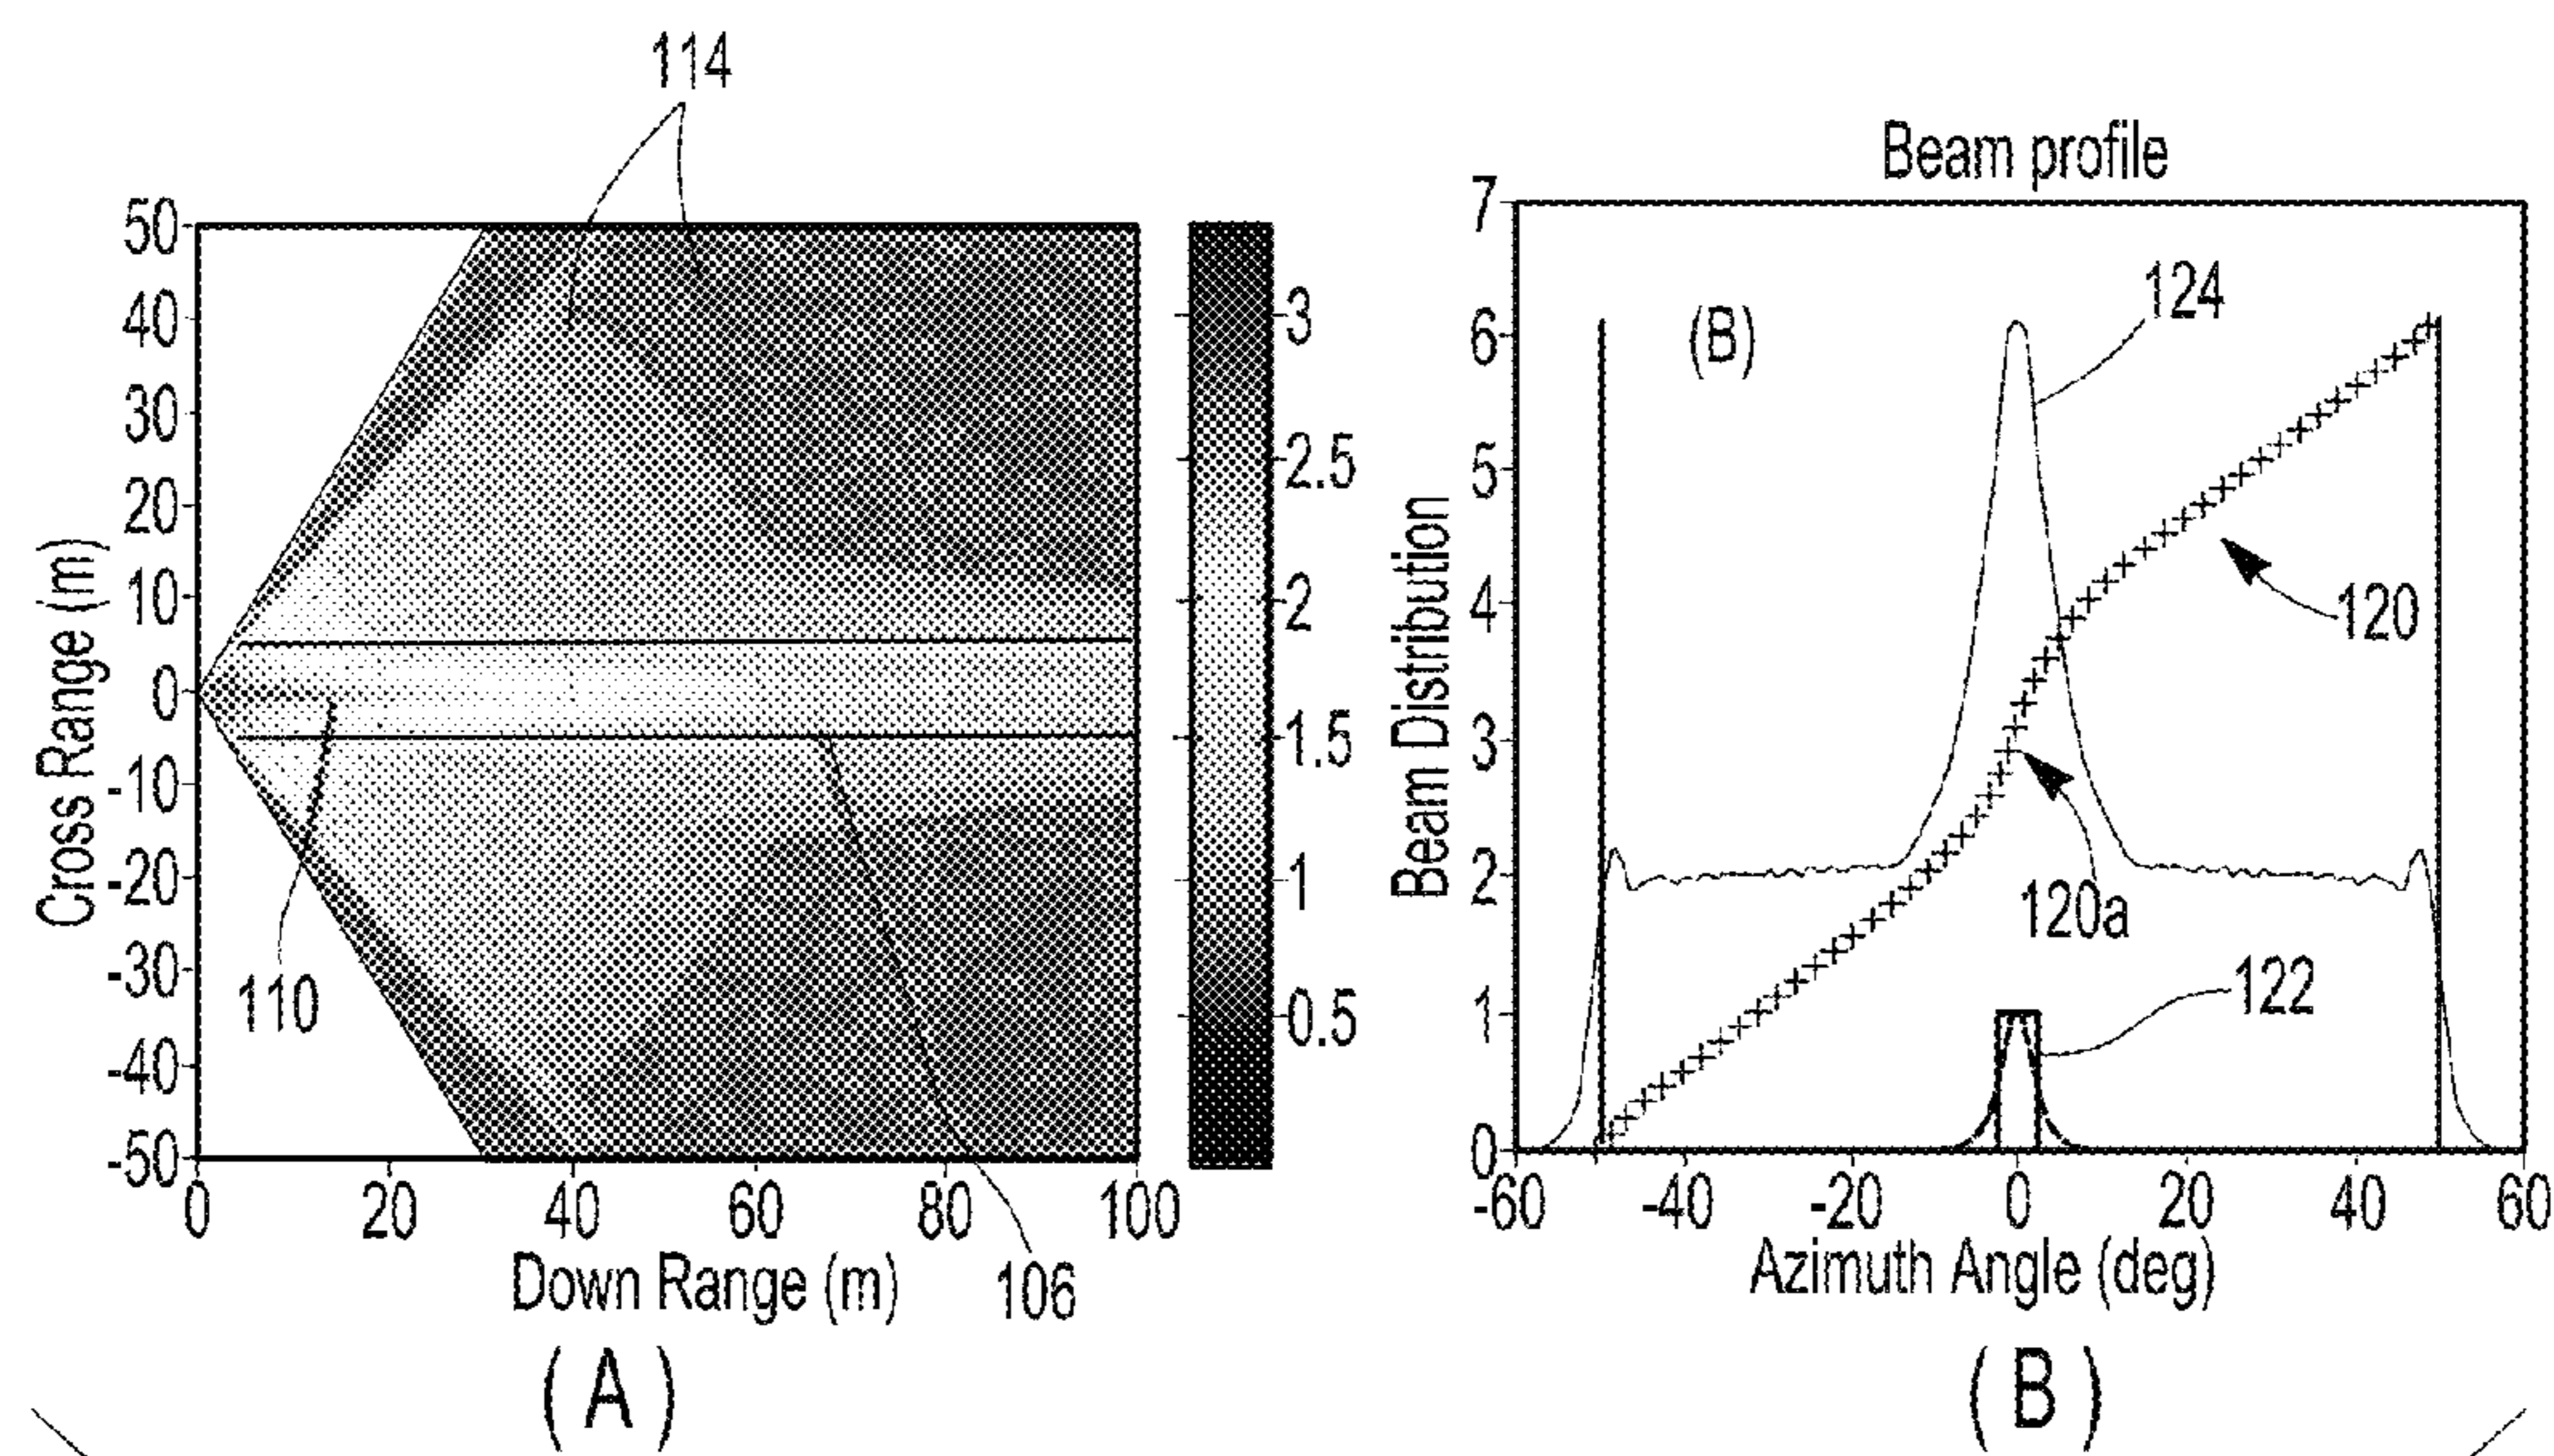 114
50
40
30
20
10
0
-10
-20
-30
-40
-50
Cross Range (m)
110
0 20 40 60 80 100
Down Range (m)
106
3
2.5
2
1.5
1
0.5
(A)
Beam profile
7
6
5
4
3
2
1
0
Beam Distribution
(B)
124
120
120a
122
-60 -40 -20 0 20 40 60
Azimuth Angle (deg)
(B)